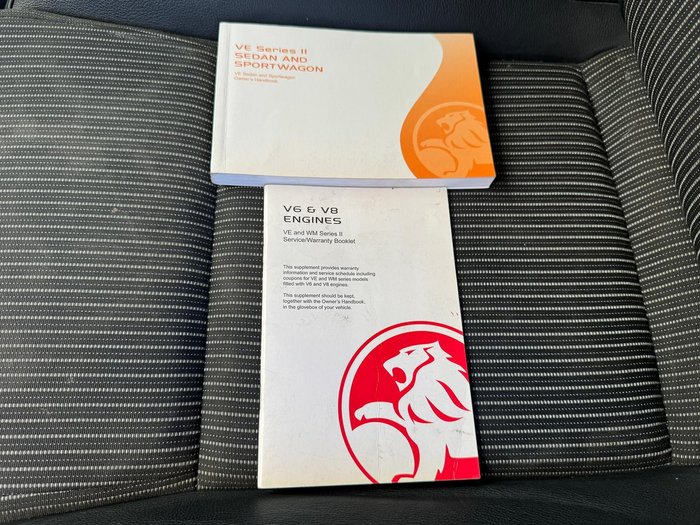 VE Series II
SEDAN AND
SPORTWAGON
VE Sedan and Sportwagon
Owner's Handbook
V6 & V8
ENGINES
VE and WM Series II
Service/Warranty Booklet
This supplement provides warranty
information and service schedule including
coupons for VE and WM series models
filled with V6 and V8 engines.
This supplement should be kept,
together with the Owner's Handbook,
in the glovebox of your vehicle.